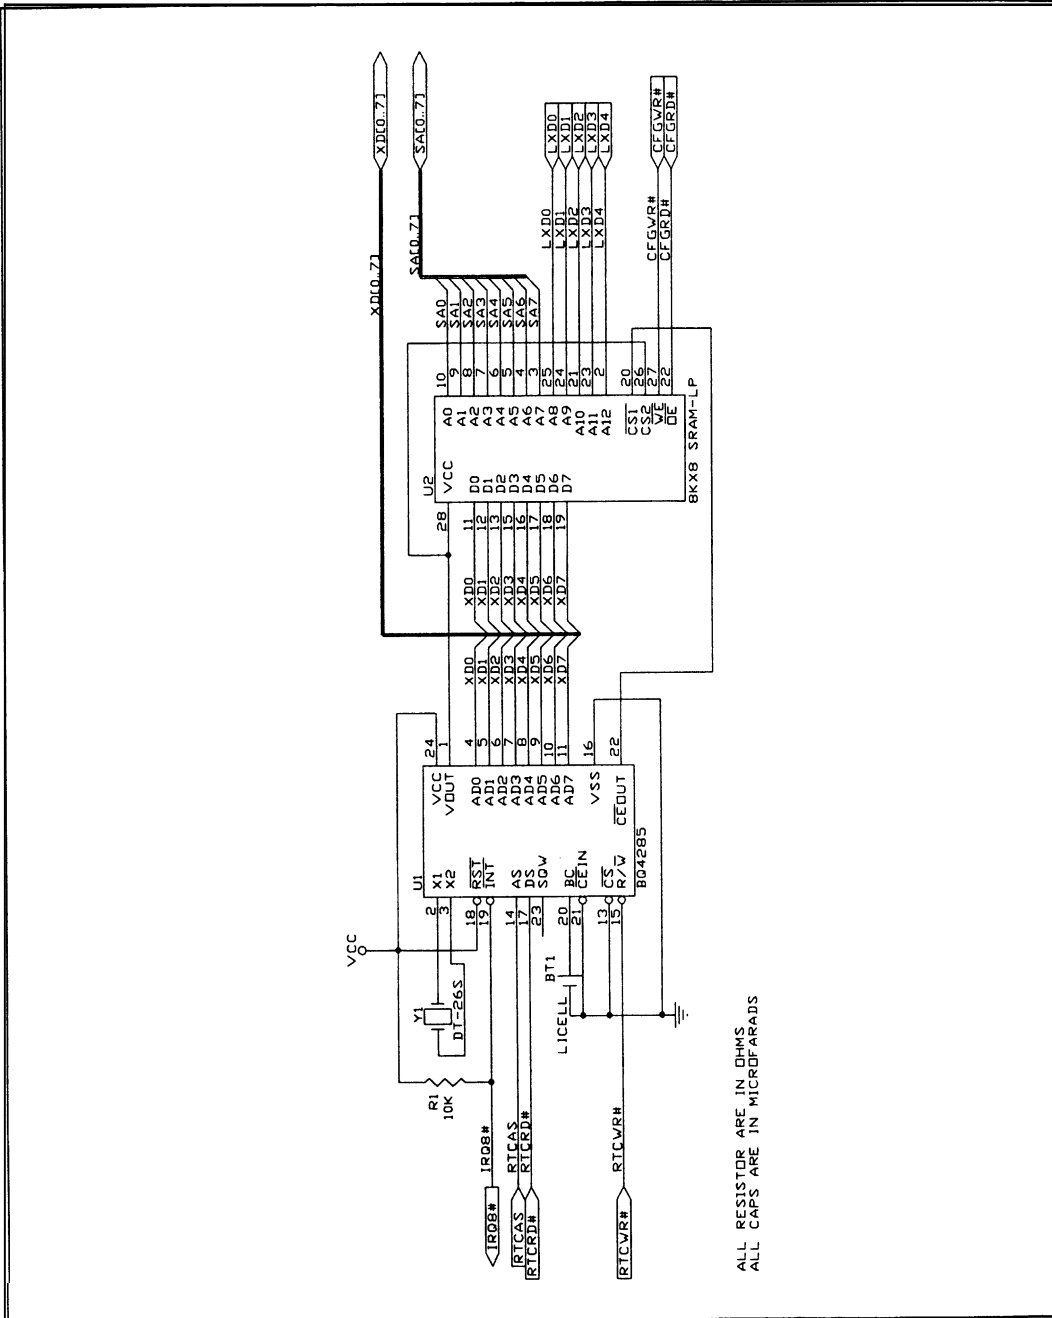 XD[0..7]
SA[0..7]
LXD0
LXD1
LXD2
LXD3
LXD4
CFGWR#
CFGRD#
XD[0..7]
SA[0..7]
LXD0
LXD1
LXD2
LXD3
LXD4
CFGWR#
CFGRD#
SA0
SA1
SA2
SA3
SA4
SA5
SA6
SA7
10
9
8
7
6
5
4
3
25
24
21
23
2
20
26
27
22
A0
A1
A2
A3
A4
A5
A6
A7
A8
A9
A10
A11
A12
CS1
CS2
WE
OE
8KX8 SRAM-LP
U2
VCC
D0
D1
D2
D3
D4
D5
D6
D7
28
11
12
13
15
16
17
18
19
XD0
XD1
XD2
XD3
XD4
XD5
XD6
XD7
XD0
XD1
XD2
XD3
XD4
XD5
XD6
XD7
24
1
4
5
6
7
8
9
10
11
16
22
VCC
VOUT
AD0
AD1
AD2
AD3
AD4
AD5
AD6
AD7
VSS
CEOUT
U1
X1
X2
RST
INT
AS
DS
SQW
BC
CEIN
CS
R/W
BQ4285
2
3
18
19
14
17
23
20
21
13
15
VCC
Y1
DT-26S
BT1
LICELL
R1
10K
IRQ8#
RTCAS
RTCRD#
RTCWR#
IRQ8#
RTCAS
RTCRD#
RTCWR#
ALL RESISTOR ARE IN OHMS
ALL CAPS ARE IN MICROFARADS